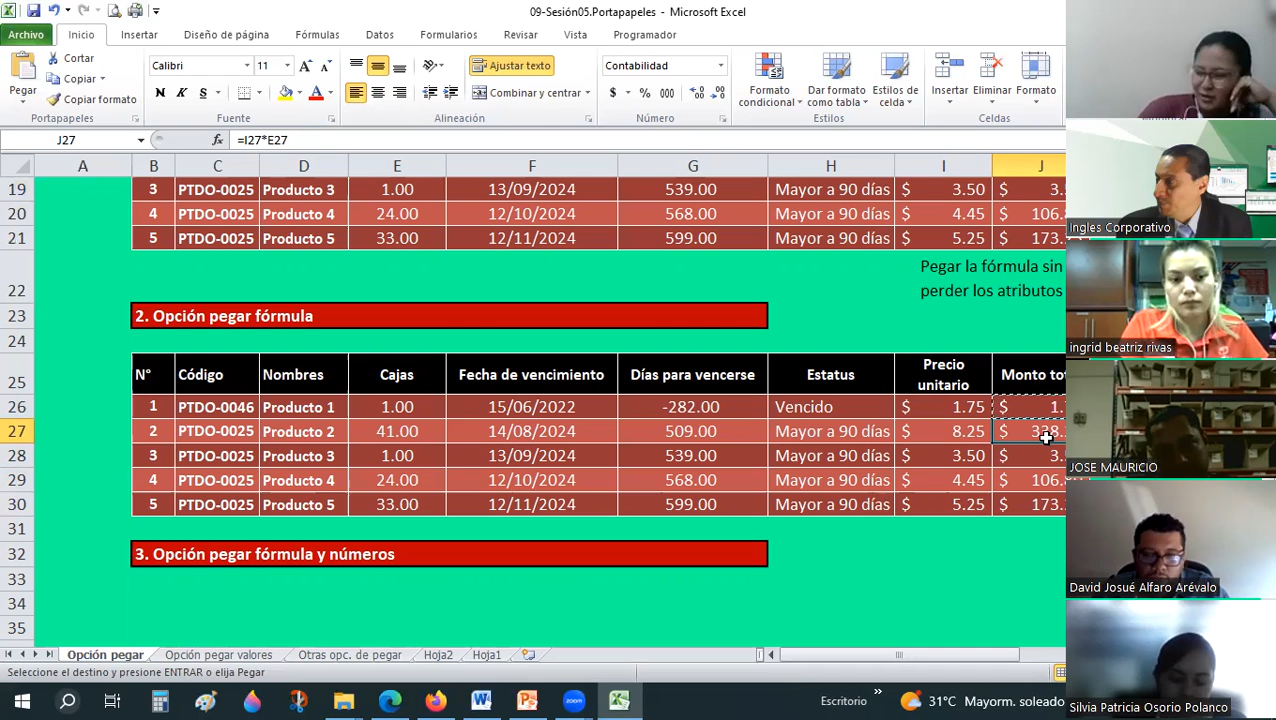 09-Sesión05.Portapapeles - Microsoft Excel
Archivo Inicio Insertar Diseño de página Fórmulas Datos Formularios Revisar Vista Programador
Pegar
Cortar
Copiar
Copiar formato
Portapapeles
Calibri 11
N K S
Fuente
Ajustar texto
Combinar y centrar
Alineación
Contabilidad
$ % 000
Número
Formato condicional
Dar formato como tabla
Estilos de celda
Estilos
Insertar Eliminar Formato
Celdas
J27 fx =I27*E27
A B C D E F G H I J
19 3 PTDO-0025 Producto 3 1.00 13/09/2024 539.00 Mayor a 90 días $ 3.50 $
20 4 PTDO-0025 Producto 4 24.00 12/10/2024 568.00 Mayor a 90 días $ 4.45 $
21 5 PTDO-0025 Producto 5 33.00 12/11/2024 599.00 Mayor a 90 días $ 5.25 $
Pegar la fórmula sin
22 perder los atributos
23 2. Opción pegar fórmula
24
25 N° Código Nombres Cajas Fecha de vencimiento Días para vencerse Estatus Precio unitario Monto
26 1 PTDO-0046 Producto 1 1.00 15/06/2022 -282.00 Vencido $ 1.75 $
27 2 PTDO-0025 Producto 2 41.00 14/08/2024 509.00 Mayor a 90 días $ 8.25 $
28 3 PTDO-0025 Producto 3 1.00 13/09/2024 539.00 Mayor a 90 días $ 3.50 $
29 4 PTDO-0025 Producto 4 24.00 12/10/2024 568.00 Mayor a 90 días $ 4.45 $
30 5 PTDO-0025 Producto 5 33.00 12/11/2024 599.00 Mayor a 90 días $ 5.25 $
31
32 3. Opción pegar fórmula y números
33
34
35
Opción pegar Opción pegar valores Otras opc. de pegar Hoja2 Hoja1
Seleccione el destino y presione ENTRAR o elija Pegar
Escritorio » 31°C Mayorm. soleado
Ingles Corporativo
ingrid beatriz rivas
JOSE MAURICIO
David Josué Alfaro Arévalo
Silvia Patricia Osorio Polanco